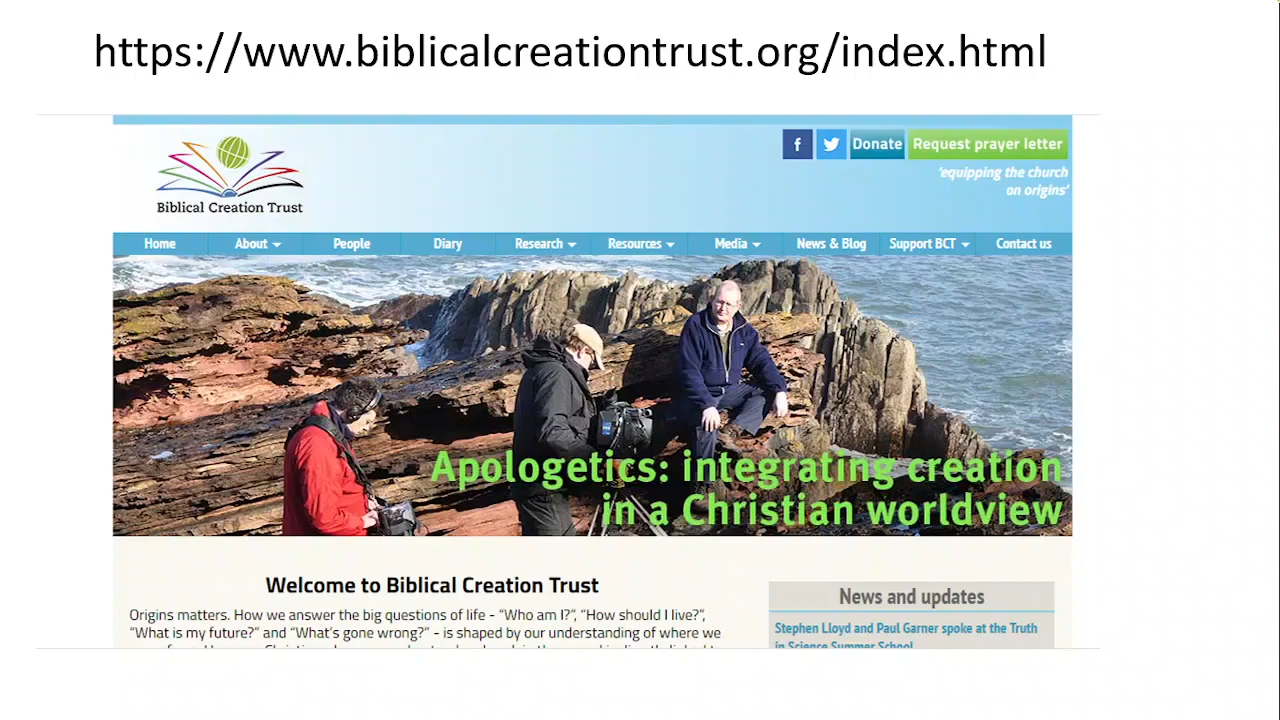 https://www.biblicalcreationtrust.org/index.html
f
Donate
Request prayer letter
'equipping the church
on origins'
Biblical Creation Trust
Home About People Diary Research Resources Media News & Blog Support BCT Contact us
Apologetics: integrating creation
in a Christian worldview
Welcome to Biblical Creation Trust
Origins matters. How we answer the big questions of life - "Who am I?", "How should I live?",
"What is my future?" and "What's gone wrong?" - is shaped by our understanding of where we
News and updates
Stephen Lloyd and Paul Garner spoke at the Truth
in Science Summer School